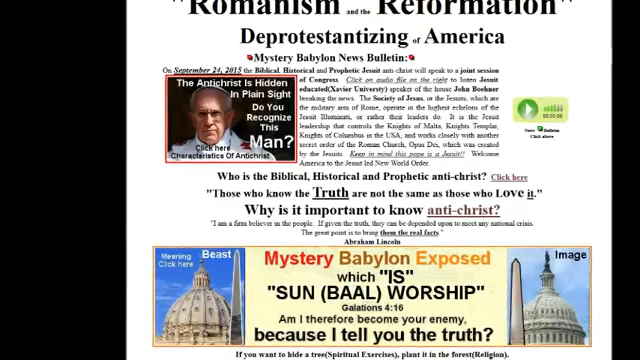 "Romanism and the Reformation"
Deprotestantizing of America
Mystery Babylon News Bulletin:
On September 24, 2015 the Biblical, Historical and Prophetic Jesuit anti-christ will speak to a joint session
of Congress. Click on audio file on the right to Intro Jesuit
educated(Xavier Unversty) speaker of the house John Boehner
breaking the news. The Society of Jesus, or the Jesuits, which are
the military arm of Rome, operate in the highest echelons of the
Jesuit Illuminati, or rather their leaders do. It is the Jesuit
leadership that controls the Knights of Malta, Knights Templar,
Knights of Columbus in the USA, and works closely with another
secret order of the Roman Church, Opus Dei, which was created
by the Jesuits. Keep in mind this pope is a Jesuit!! Welcome
America to the Jesuit led New World Order.
The Antichrist Is Hidden
In Plain Sight
Do You
Recognize
This
Man?
Click here
Characteristics Of Antichrist
00:00:00
News Bulletin
Click above
Who is the Biblical, Historical and Prophetic anti-christ? Click here
"Those who know the Truth are not the same as those who Love it."
Why is it important to know anti-christ?
"I am a firm believer in the people. If given the truth, they can be depended upon to meet any national crisis.
The great point is to bring them the real facts"
Abraham Lincoln
Meaning
Click here
Beast
Mystery Babylon Exposed
which "IS"
"SUN (BAAL) WORSHIP"
Galations 4:16
Am I therefore become your enemy,
because I tell you the truth?
Image
If you want to hide a tree(Spiritual Exercises), plant it in the forest(Religion).